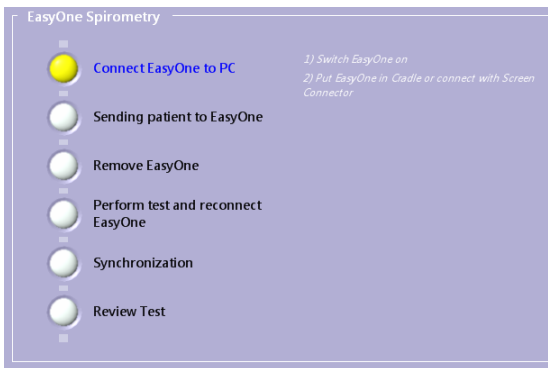 EasyOne Spirometry
Connect EasyOne to PC
1) Switch EasyOne on
2) Put EasyOne in Cradle or connect with Screen
Connector
Sending patient to EasyOne
Remove EasyOne
Perform test and reconnect
EasyOne
Synchronization
Review Test